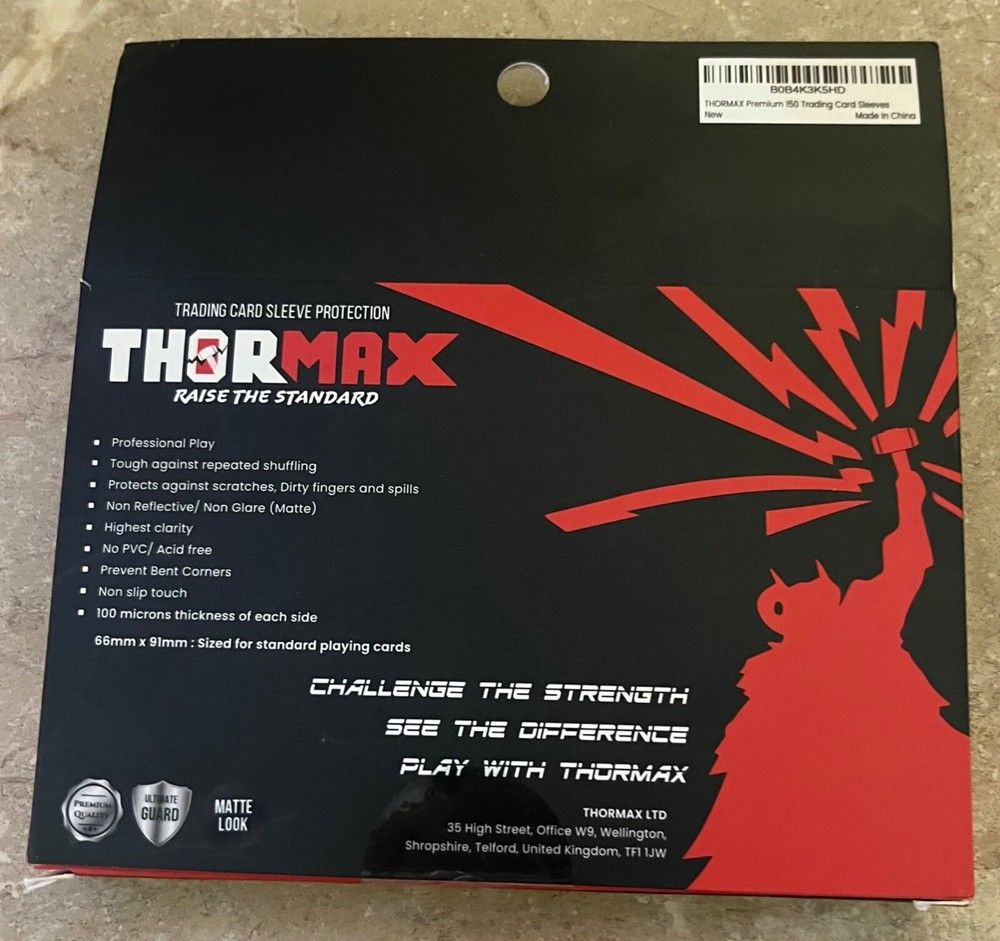 B0B4K3K5HD
THORMAX Premium 150 Trading Card Sleeves
New Made In China
TRADING CARD SLEEVE PROTECTION
THORMAX
RAISE THE STANDARD
Professional Play
Tough against repeated shuffling
Protects against scratches, Dirty fingers and spills
Non Reflective/ Non Glare (Matte)
Highest clarity
No PVC/ Acid free
Prevent Bent Corners
Non slip touch
100 microns thickness of each side
66mm x 91mm : Sized for standard playing cards
CHALLENGE THE STRENGTH
SEE THE DIFFERENCE
PLAY WITH THORMAX
PREMIUM
QUALITY
ULTIMATE
GUARD
MATTE
LOOK
THORMAX LTD
35 High Street, Office W9, Wellington,
Shropshire, Telford, United Kingdom, TF1 1JW